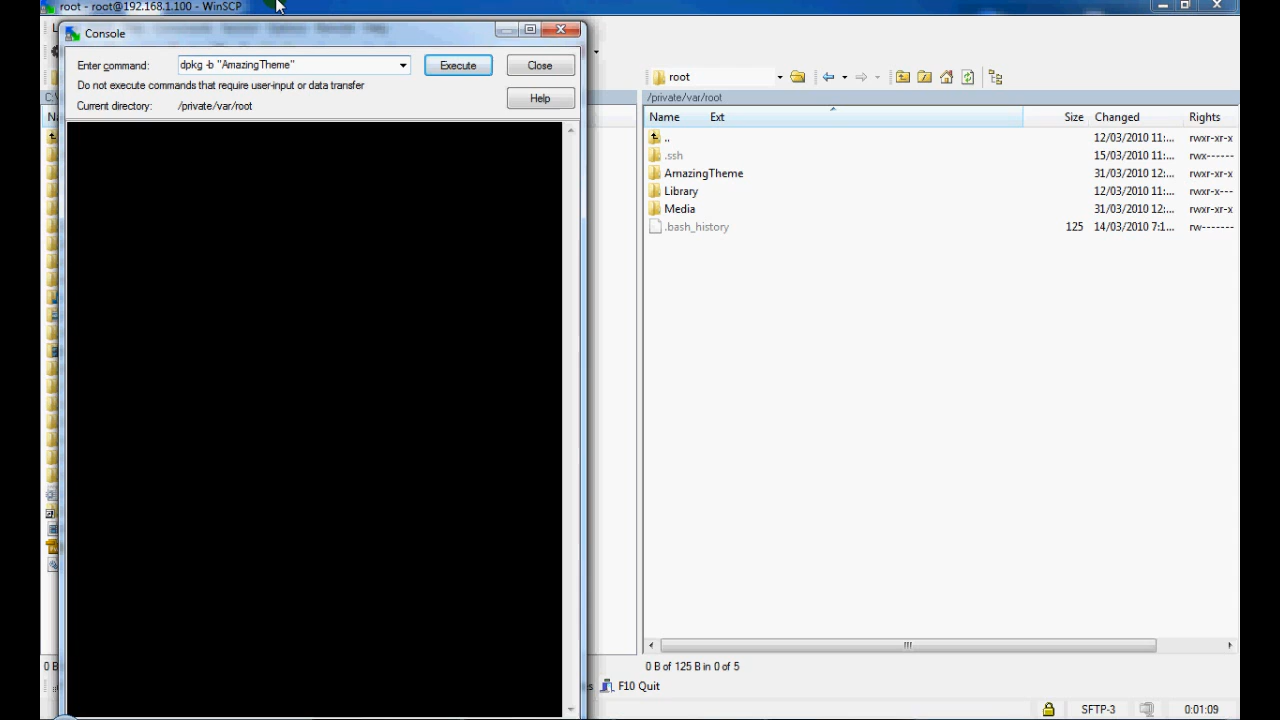 root - root@192.168.1.100 - WinSCP
Console
Enter command: dpkg -b "AmazingTheme" Execute Close
Do not execute commands that require user-input or data transfer
Help
Current directory: /private/var/root
root
/private/var/root
Name Ext Size Changed Rights
.. 12/03/2010 11:... rwxr-xr-x
.ssh 15/03/2010 11:... rwx------
AmazingTheme 31/03/2010 12:... rwxr-xr-x
Library 12/03/2010 11:... rwxr-x---
Media 31/03/2010 12:... rwxr-xr-x
.bash_history 125 14/03/2010 7:1... rw-------
0 B of 125 B in 0 of 5
F10 Quit
SFTP-3 0:01:09